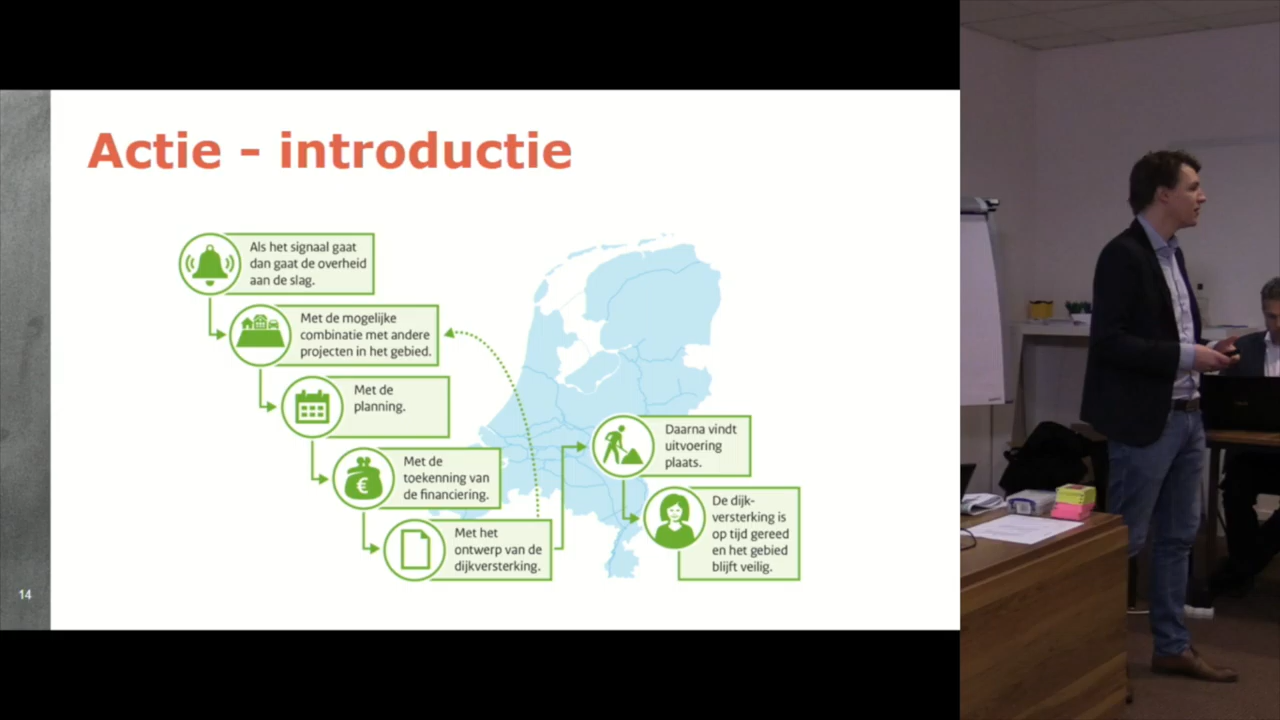 Actie - introductie
Als het signaal gaat
dan gaat de overheid
aan de slag.
Met de mogelijke
combinatie met andere
projecten in het gebied.
Met de
planning.
Met de
toekenning van
de financiering.
€
Met het
ontwerp van de
dijkversterking.
Daarna vindt
uitvoering
plaats.
De dijk-
versterking is
op tijd gereed
en het gebied
blijft veilig.
14